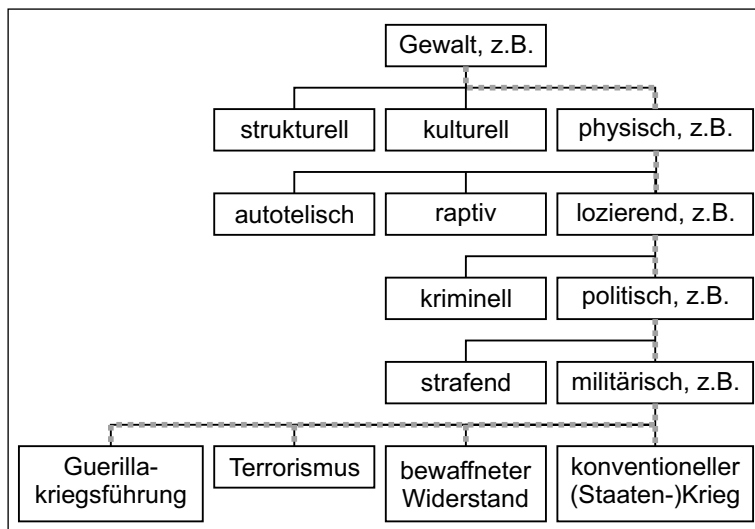 Gewalt, z.B.
strukturell
kulturell
physisch, z.B.
autotelisch
raptiv
lozierend, z.B.
kriminell
politisch, z.B.
strafend
militärisch, z.B.
Guerilla-
kriegsführung
Terrorismus
bewaffneter
Widerstand
konventioneller
(Staaten-)Krieg